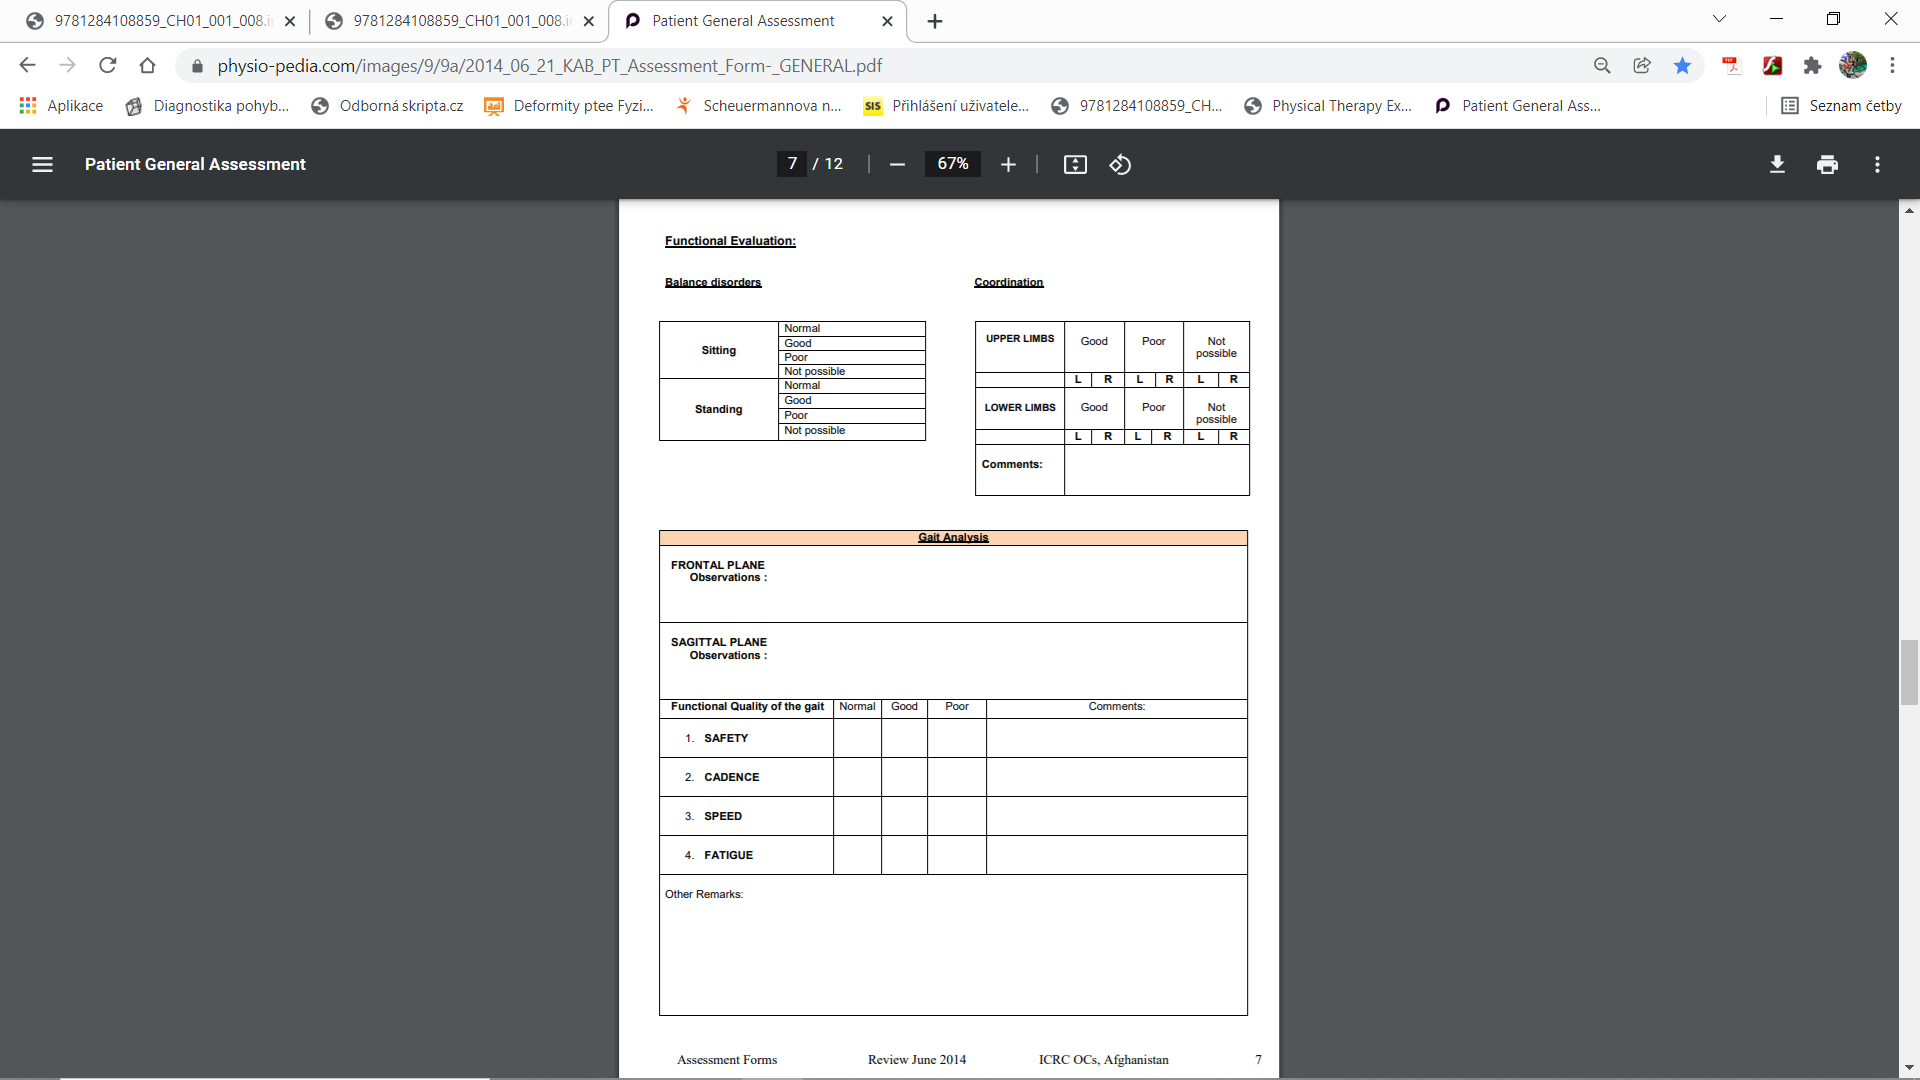 9781284108859_CH01_001_008.i
9781284108859_CH01_001_008.i
Patient General Assessment
physio-pedia.com/images/9/9a/2014_06_21_KAB_PT_Assessment_Form-_GENERAL.pdf
Aplikace
Diagnostika pohyb...
Odborná skripta.cz
Deformity ptee Fyzi...
Scheuermannova n...
SIS
Přihlášení uživatele...
9781284108859_CH...
Physical Therapy Ex...
Patient General Ass...
Seznam četby
Patient General Assessment
7 / 12
67%
Functional Evaluation:
Balance disorders
Coordination
Sitting
Normal
Good
Poor
Not possible
Standing
Normal
Good
Poor
Not possible
UPPER LIMBS Good Poor Not possible
L R L R L R
LOWER LIMBS Good Poor Not possible
L R L R L R
Comments:
Gait Analysis
FRONTAL PLANE
Observations :
SAGITTAL PLANE
Observations :
Functional Quality of the gait Normal Good Poor Comments:
1. SAFETY
2. CADENCE
3. SPEED
4. FATIGUE
Other Remarks:
Assessment Forms Review June 2014 ICRC OCs, Afghanistan 7